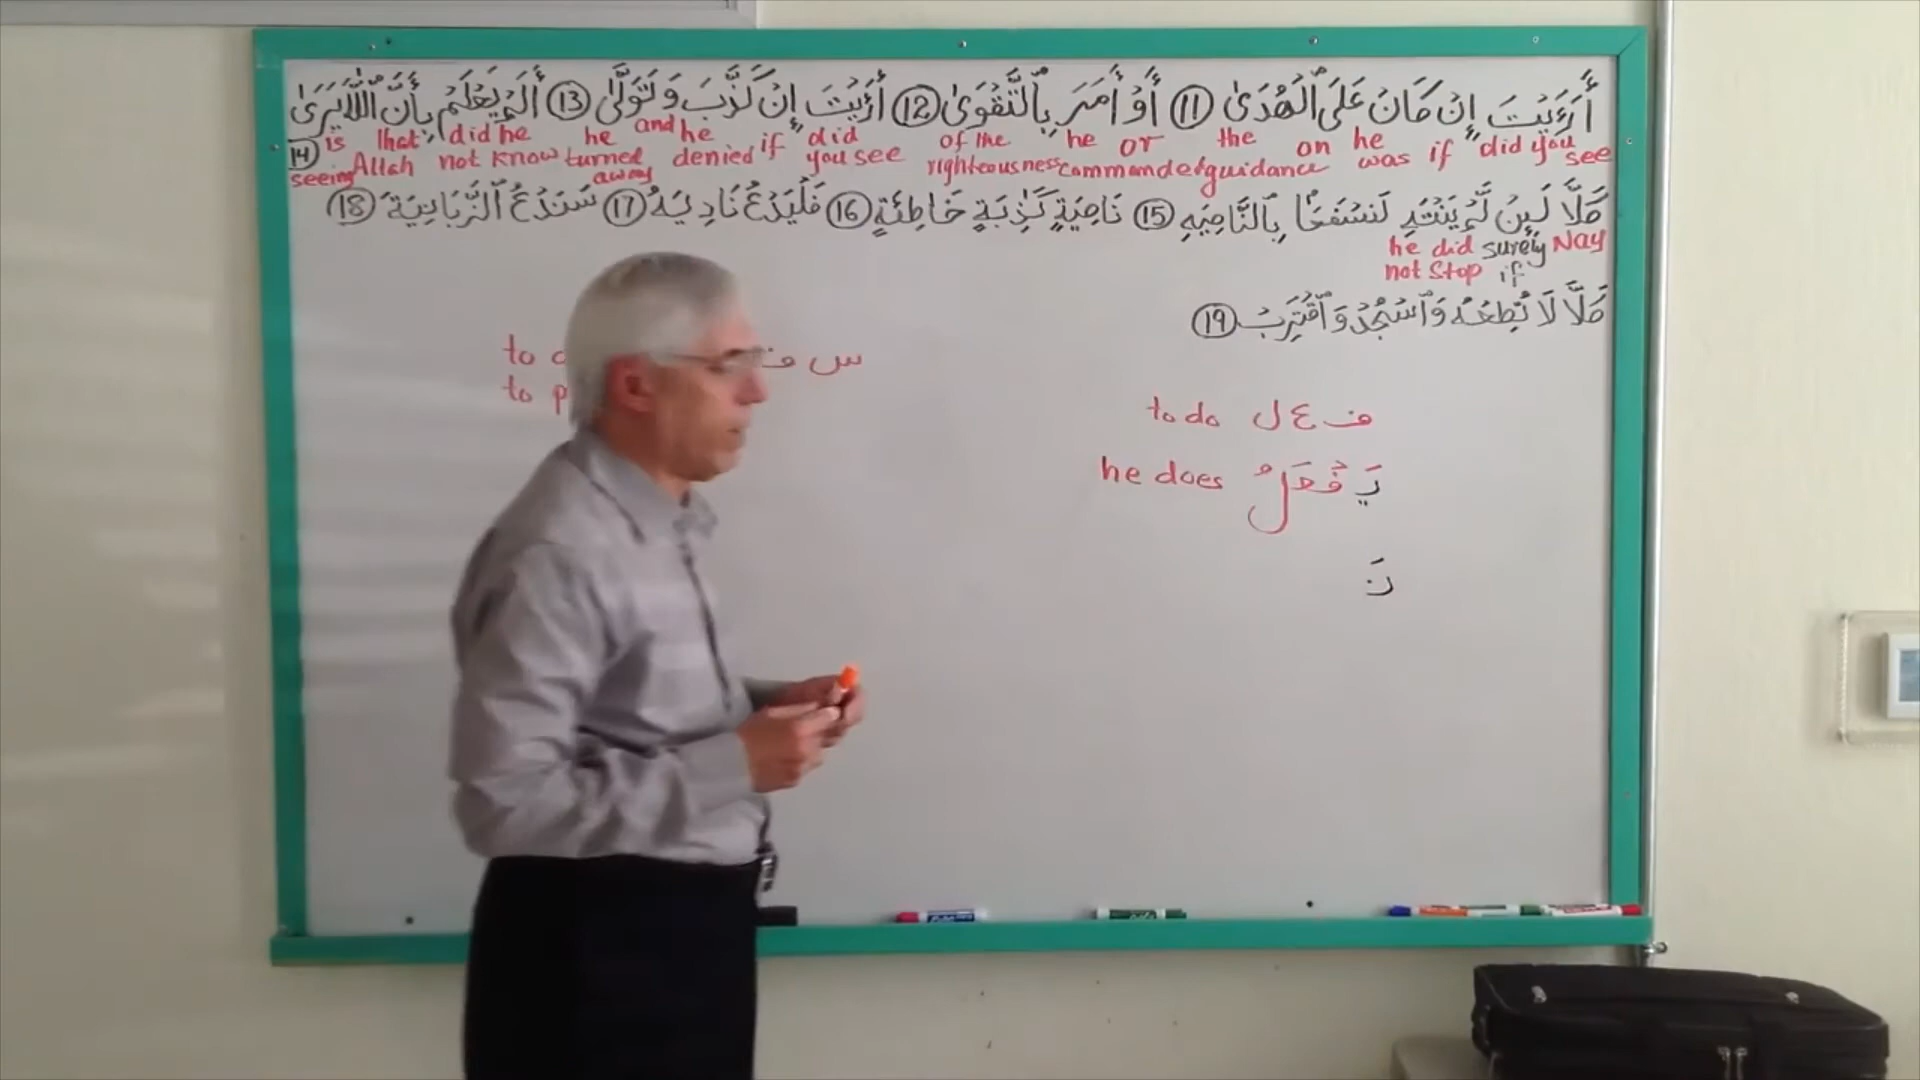 أَرَءَيْتَ إِنْ كَانَ عَلَى ٱلْهُدَىٰ ⑪ أَوْ أَمَرَ بِٱلتَّقْوَىٰ ⑫ أَرَءَيْتَ إِنْ كَذَّبَ وَتَوَلَّىٰ ⑬ أَلَمْ يَعْلَمْ بِأَنَّ ٱللَّهَ يَرَىٰ
is that did he he and he if did of the he or the on he was if did you see
⑭ seeing Allah not know turned away denied you see righteousness commanded guidance
كَلَّا لَئِنْ لَّمْ يَنْتَهِ لَنَسْفَعًا بِٱلنَّاصِيَةِ ⑮ نَاصِيَةٍ كَٰذِبَةٍ خَاطِئَةٍ ⑯ فَلْيَدْعُ نَادِيَهُ ⑰ سَنَدْعُ ٱلزَّبَانِيَةَ ⑱
he did surely Nay
not stop if
كَلَّا لَا تُطِعْهُ وَٱسْجُدْ وَٱقْتَرِبْ ⑲
س ف
to
to p
to do ف ع ل
he does يَفْعَلُ
نَ